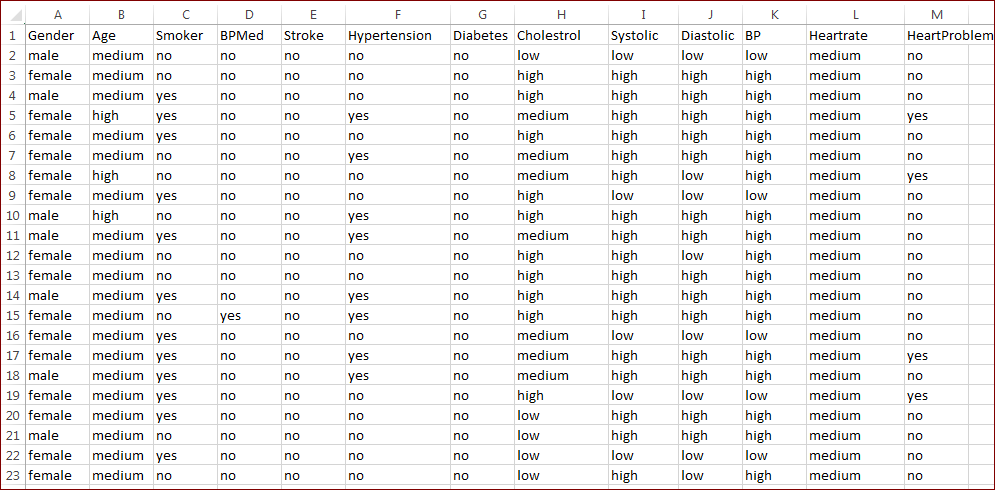 A B C D E F G H I J K L M
1 Gender Age Smoker BPMed Stroke Hypertension Diabetes Cholestrol Systolic Diastolic BP Heartrate HeartProblem
2 male medium no no no no no low low low low medium no
3 female medium no no no no no high high high high medium no
4 male medium yes no no no no high high high high medium no
5 female high yes no no yes no medium high high high medium yes
6 female medium yes no no no no high high high high medium no
7 female medium no no no yes no medium high high high medium no
8 female high no no no no no medium high low high medium yes
9 female medium yes no no no no high low low low medium no
10 male high no no no yes no high high high high medium no
11 male medium yes no no yes no medium high high high medium no
12 female medium no no no no no high high low high medium no
13 female medium no no no no no high high high high medium no
14 male medium yes no no yes no high high high high medium no
15 female medium no yes no yes no high high high high medium no
16 female medium yes no no no no medium low low low medium no
17 female medium yes no no yes no medium high high high medium yes
18 male medium yes no no yes no medium high high high medium no
19 female medium yes no no no no high low low low medium yes
20 female medium yes no no no no low high high high medium no
21 male medium no no no no no low high high high medium no
22 female medium yes no no no no low low low low medium no
23 female medium no no no no no low high low high medium no